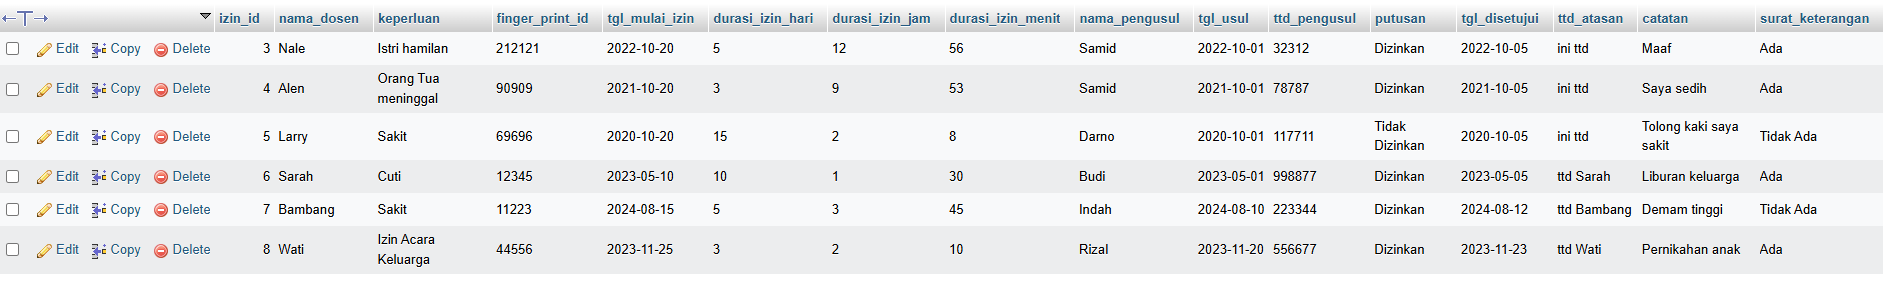 izin_id nama_dosen keperluan finger_print_id tgl_mulai_izin durasi_izin_hari durasi_izin_jam durasi_izin_menit nama_pengusul tgl_usul ttd_pengusul putusan tgl_disetujui ttd_atasan catatan surat_keterangan
Edit Copy Delete 3 Nale Istri hamilan 212121 2022-10-20 5 12 56 Samid 2022-10-01 32312 Dizinkan 2022-10-05 ini ttd Maaf Ada
Edit Copy Delete 4 Alen Orang Tua meninggal 90909 2021-10-20 3 9 53 Samid 2021-10-01 78787 Dizinkan 2021-10-05 ini ttd Saya sedih Ada
Edit Copy Delete 5 Larry Sakit 69696 2020-10-20 15 2 8 Darno 2020-10-01 117711 Tidak Dizinkan 2020-10-05 ini ttd Tolong kaki saya sakit Tidak Ada
Edit Copy Delete 6 Sarah Cuti 12345 2023-05-10 10 1 30 Budi 2023-05-01 998877 Dizinkan 2023-05-05 ttd Sarah Liburan keluarga Ada
Edit Copy Delete 7 Bambang Sakit 11223 2024-08-15 5 3 45 Indah 2024-08-10 223344 Dizinkan 2024-08-12 ttd Bambang Demam tinggi Tidak Ada
Edit Copy Delete 8 Wati Izin Acara Keluarga 44556 2023-11-25 3 2 10 Rizal 2023-11-20 556677 Dizinkan 2023-11-23 ttd Wati Pernikahan anak Ada